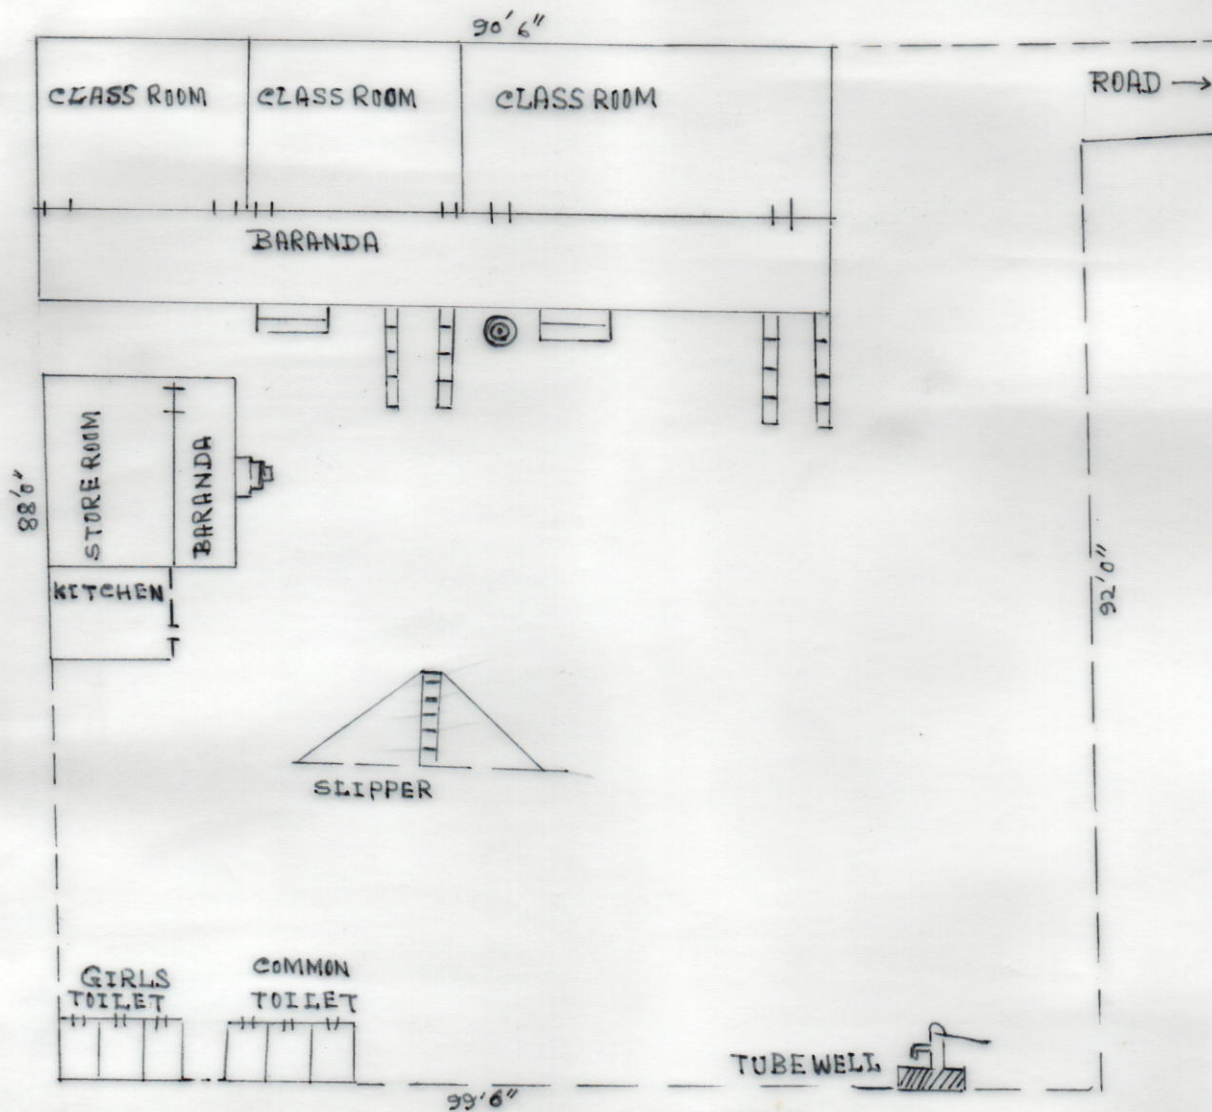 90'6"
CLASS ROOM
CLASS ROOM
CLASS ROOM
ROAD →
BARANDA
STORE ROOM
BARANDA
88'0"
KITCHEN
92'0"
SLIPPER
GIRLS
TOILET
COMMON
TOILET
TUBEWELL
99'6"